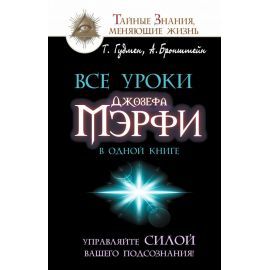 Тайные Знания,
меняющие жизнь
Т. Гудмен, А. Бронштейн
ВСЕ УРОКИ
ДЖОЗЕФА
МЭРФИ
В ОДНОЙ КНИГЕ
УПРАВЛЯЙТЕ СИЛОЙ
ВАШЕГО ПОДСОЗНАНИЯ!